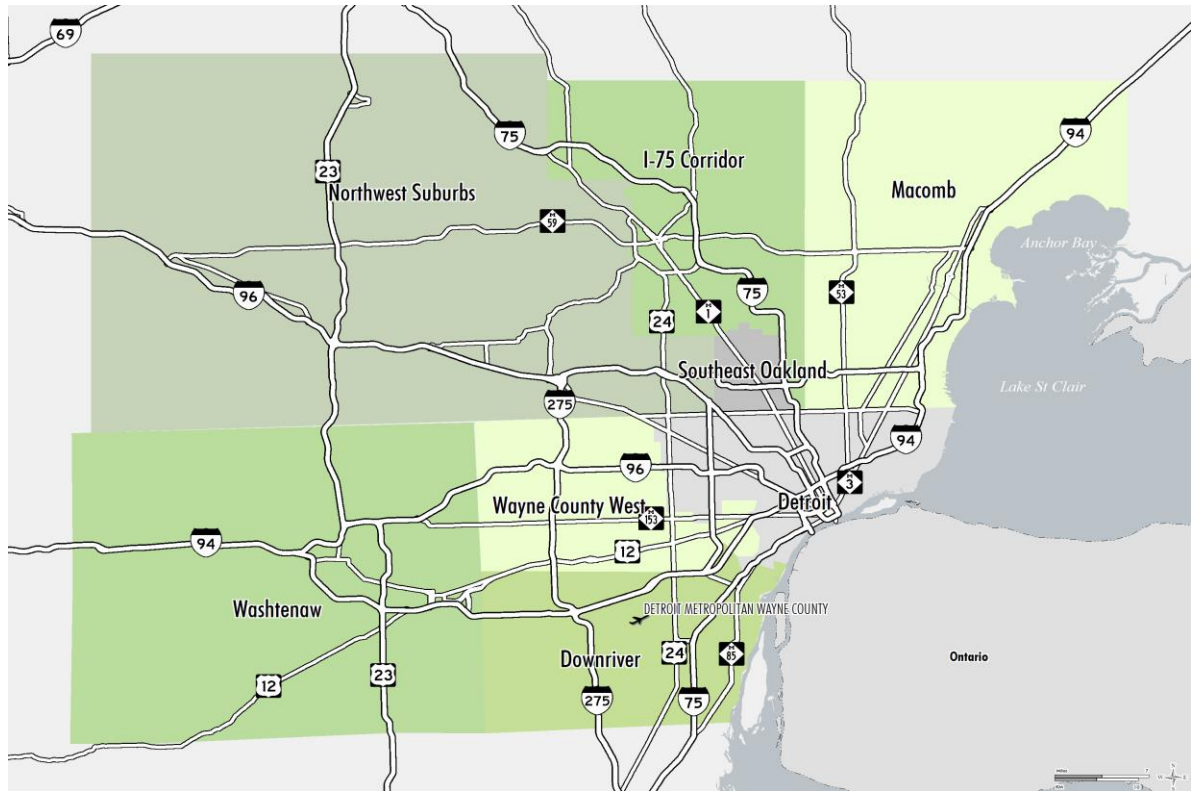 69
75
94
I-75 Corridor
23
Northwest Suburbs
Macomb
M
59
Anchor Bay
96
75
M
53
24
M
1
Southeast Oakland
Lake St Clair
275
94
96
M
3
Wayne County West
Detroit
M
153
94
12
Washtenaw
DETROIT METROPOLITAN WAYNE COUNTY
Downriver
24
M
85
Ontario
23
12
275
75